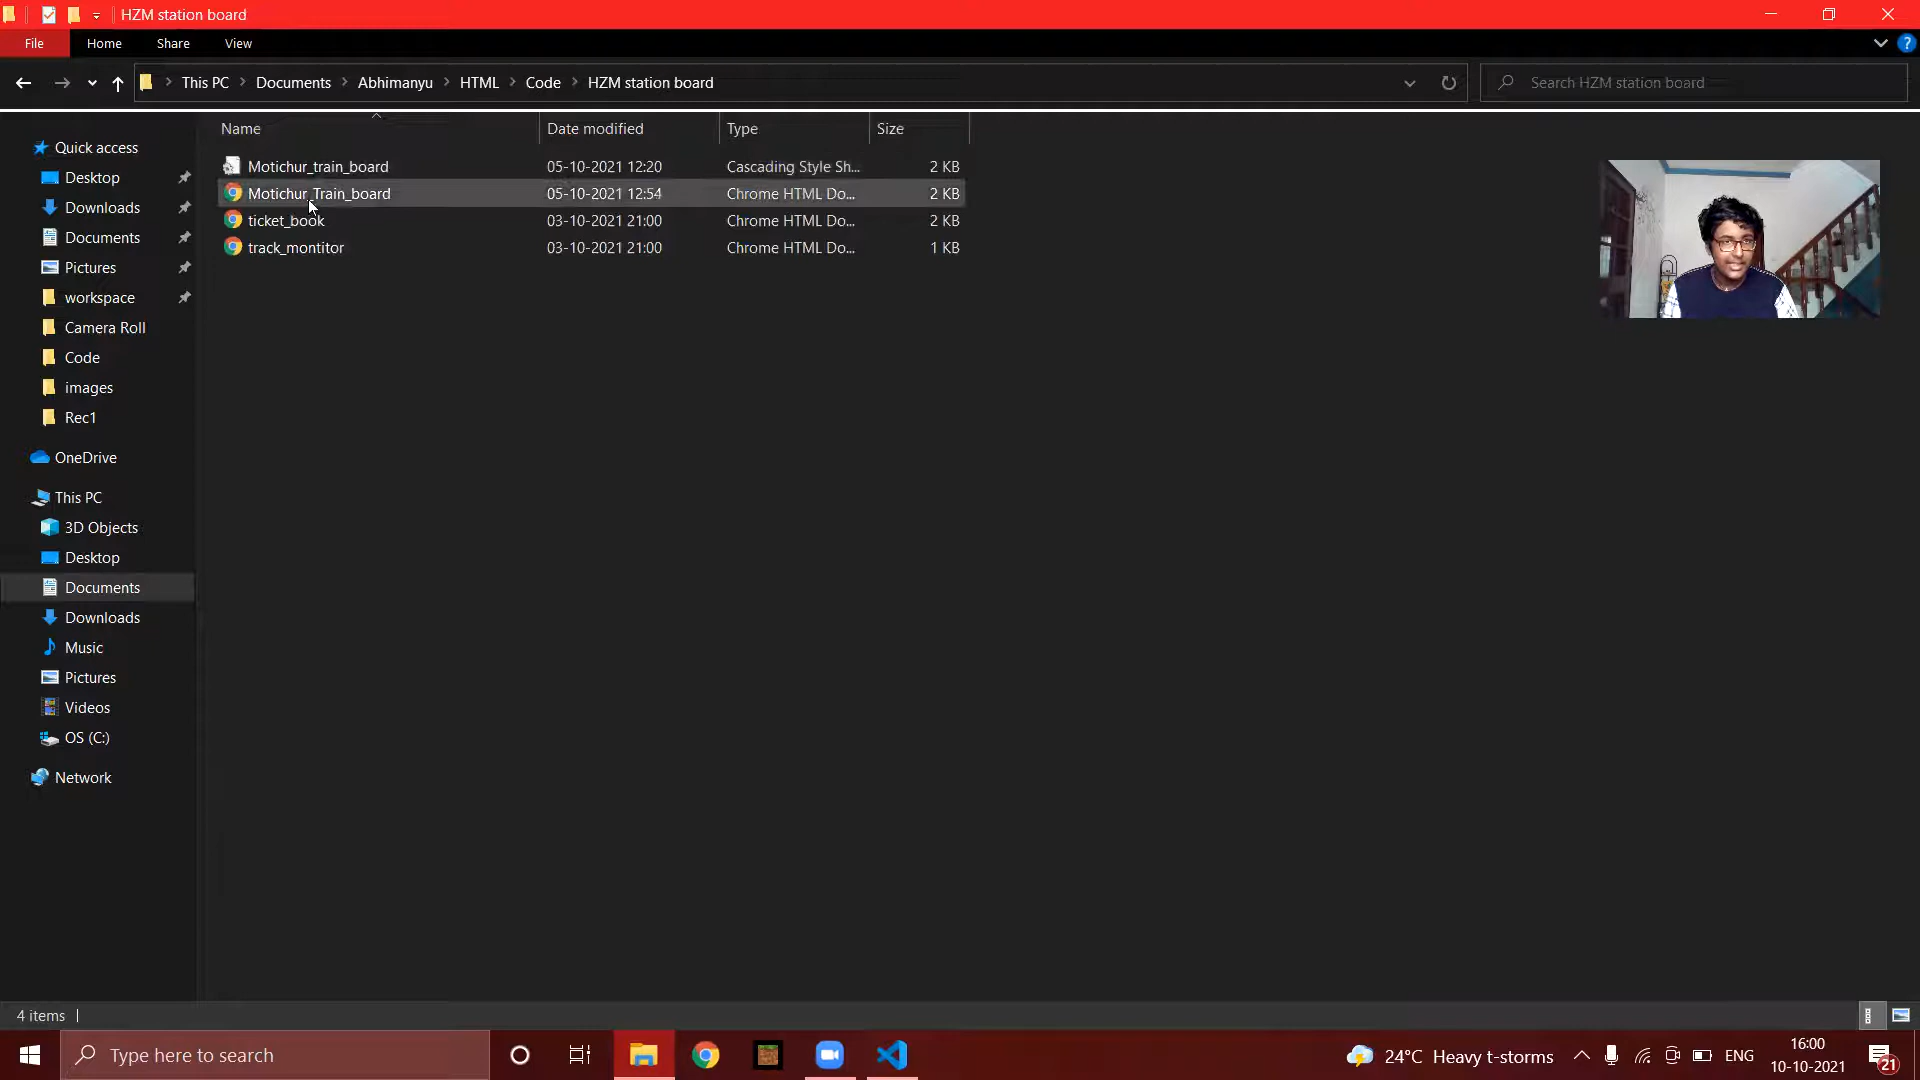 HZM station board
File Home Share View
This PC Documents Abhimanyu HTML Code HZM station board
Search HZM station board
Name Date modified Type Size
Motichur_train_board 05-10-2021 12:20 Cascading Style Sh... 2 KB
Motichur_Train_board 05-10-2021 12:54 Chrome HTML Do... 2 KB
ticket_book 03-10-2021 21:00 Chrome HTML Do... 2 KB
track_montitor 03-10-2021 21:00 Chrome HTML Do... 1 KB
Quick access
Desktop
Downloads
Documents
Pictures
workspace
Camera Roll
Code
images
Rec1
OneDrive
This PC
3D Objects
Desktop
Documents
Downloads
Music
Pictures
Videos
OS (C:)
Network
4 items
Type here to search
24°C Heavy t-storms
ENG
16:00
10-10-2021
21